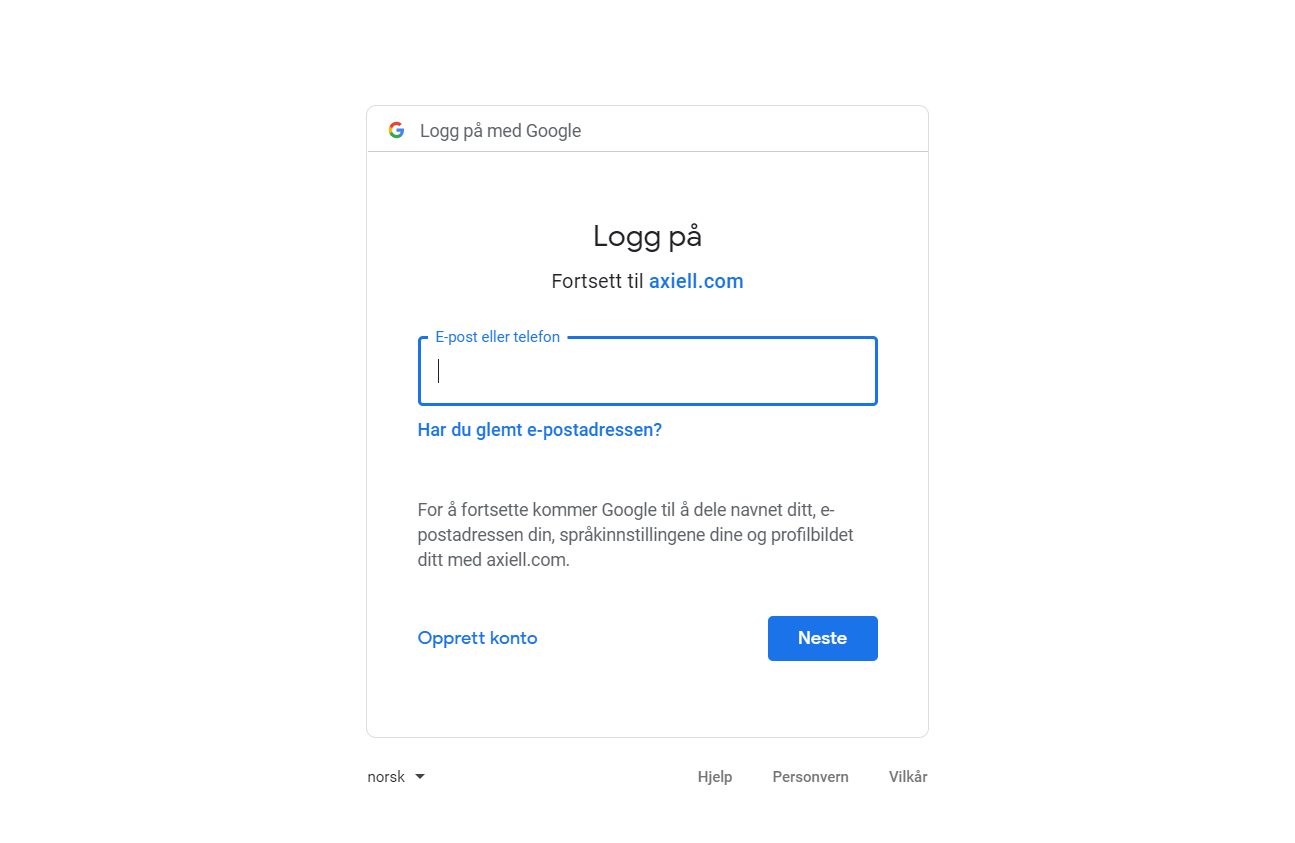 Logg på med Google
Logg på
Fortsett til axiell.com
E-post eller telefon
Har du glemt e-postadressen?
For å fortsette kommer Google til å dele navnet ditt, e-
postadressen din, språkinnstillingene dine og profilbildet
ditt med axiell.com.
Opprett konto
Neste
norsk
Hjelp
Personvern
Vilkår